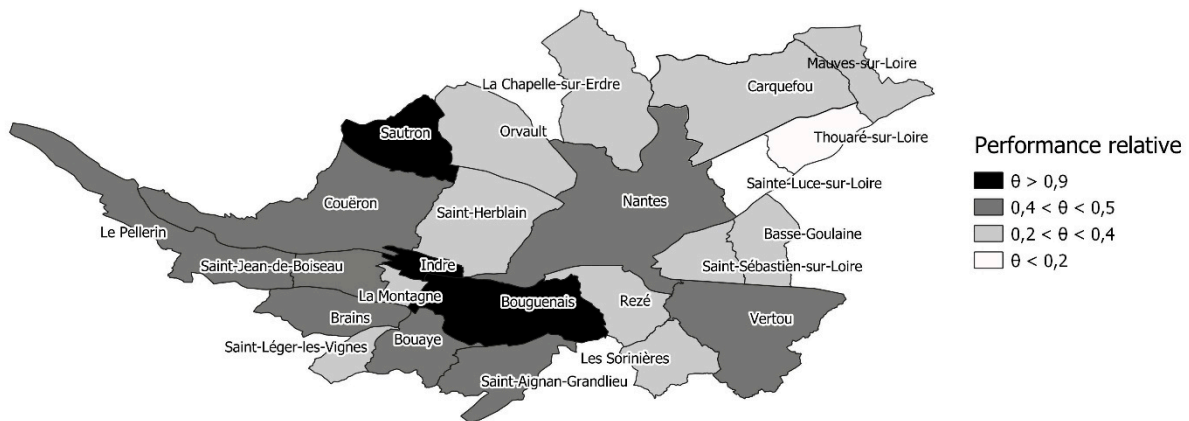 La Chapelle-sur-Erdre
Mauves-sur-Loire
Carquefou
Sautron
Orvault
Thouaré-sur-Loire
Sainte-Luce-sur-Loire
Couëron
Saint-Herblain
Nantes
Le Pellerin
Basse-Goulaine
Saint-Jean-de-Boiseau
Indre
Saint-Sébastien-sur-Loire
La Montagne
Bouguenais
Rezé
Brains
Vertou
Saint-Léger-les-Vignes
Bouaye
Les Sorinières
Saint-Aignan-Grandlieu
Performance relative
θ > 0,9
0,4 < θ < 0,5
0,2 < θ < 0,4
θ < 0,2